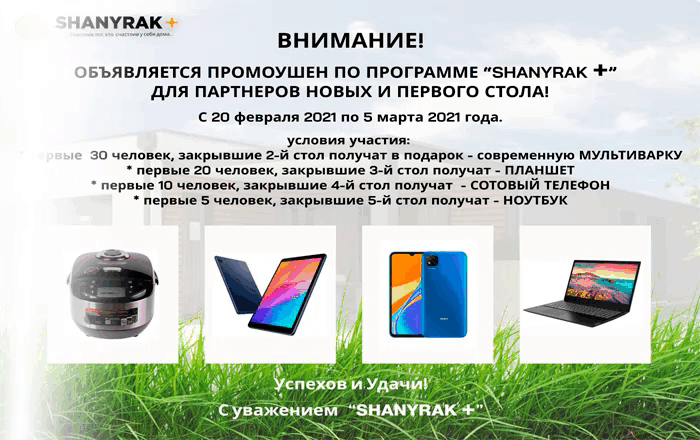 SHANYRAK+
ВНИМАНИЕ!
ОБЪЯВЛЯЕТСЯ ПРОМОУШЕН ПО ПРОГРАММЕ “SHANYRAK +”
ДЛЯ ПАРТНЕРОВ НОВЫХ И ПЕРВОГО СТОЛА!
С 20 февраля 2021 по 5 марта 2021 года.
условия участия:
первые 30 человек, закрывшие 2-й стол получат в подарок - современную МУЛЬТИВАРКУ
* первые 20 человек, закрывшие 3-й стол получат - ПЛАНШЕТ
* первые 10 человек, закрывшие 4-й стол получат - СОТОВЫЙ ТЕЛЕФОН
* первые 5 человек, закрывшие 5-й стол получат - НОУТБУК
Успехов и Удачи!
С уважением “SHANYRAK +”